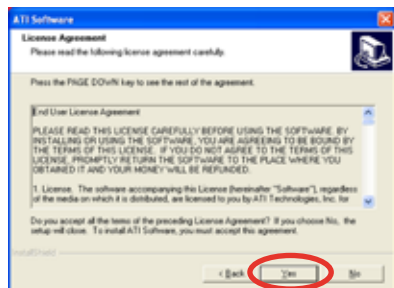 ATI Software
License Agreement
Please read the following license agreement carefully.
Press the PAGE DOWN key to see the rest of the agreement.
End User License Agreement
PLEASE READ THIS LICENSE CAREFULLY BEFORE USING THE SOFTWARE. BY
INSTALLING OR USING THE SOFTWARE, YOU ARE AGREEING TO BE BOUND BY
THE TERMS OF THIS LICENSE. IF YOU DO NOT AGREE TO THE TERMS OF THIS
LICENSE, PROMPTLY RETURN THE SOFTWARE TO THE PLACE WHERE YOU
OBTAINED IT AND YOUR MONEY WILL BE REFUNDED.
1. License. The software accompanying this License (hereinafter "Software"), regardless
of the media on which it is distributed, are licensed to you by ATI Technologies, Inc. for
Do you accept all the terms of the preceding License Agreement? If you choose No, the
setup will close. To install ATI Software, you must accept this agreement.
InstallShield
< Back Yes No